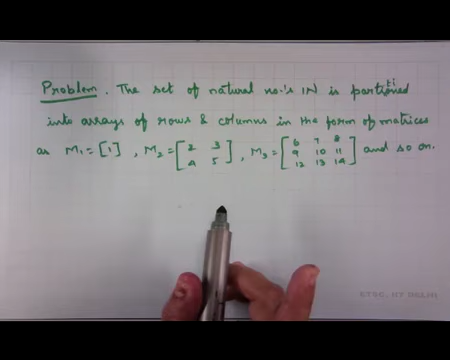 Problem. The set of natural no.'s IN is partitioned
into arrays of rows & columns in the form of matrices
as M₁ = [1], M₂ = [2 3
4 5], M₃ = [6 7 8
9 10 11
12 13 14] and so on.
ETSC, IIT DELHI